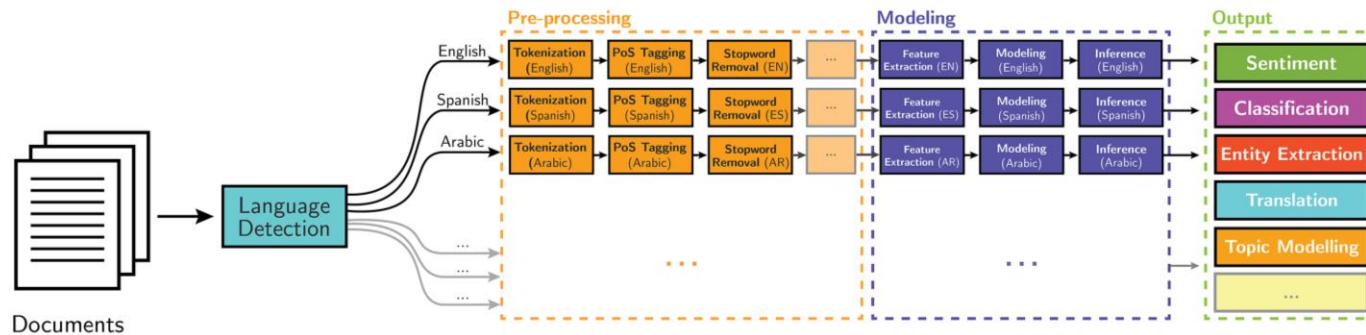 Pre-processing
Modeling
Output
English
Tokenization
(English)
PoS Tagging
(English)
Stopword
Removal (EN)
...
Feature
Extraction (EN)
Modeling
(English)
Inference
(English)
Sentiment
Spanish
Tokenization
(Spanish)
PoS Tagging
(Spanish)
Stopword
Removal (ES)
...
Feature
Extraction (ES)
Modeling
(Spanish)
Inference
(Spanish)
Classification
Arabic
Tokenization
(Arabic)
PoS Tagging
(Arabic)
Stopword
Removal (AR)
...
Feature
Extraction (AR)
Modeling
(Arabic)
Inference
(Arabic)
Entity Extraction
Language
Detection
Translation
...
...
...
...
...
Topic Modelling
...
Documents